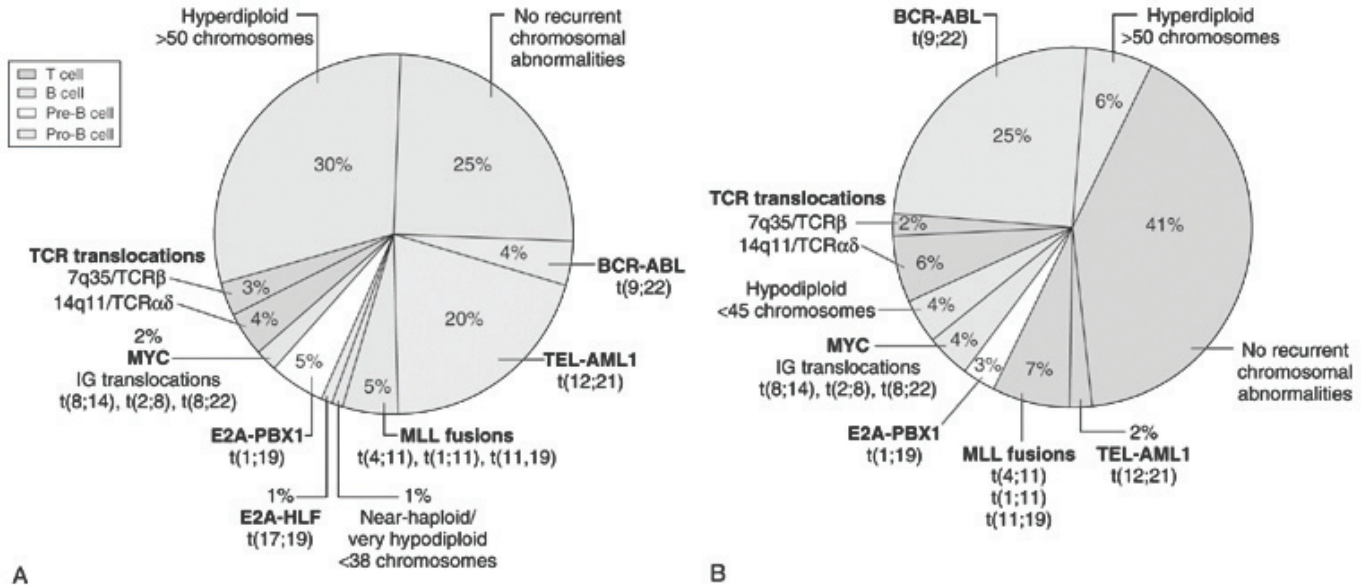 Hyperdiploid
>50 chromosomes
No recurrent
chromosomal
abnormalities
T cell
B cell
Pre-B cell
Pro-B cell
30%
25%
4%
BCR-ABL
t(9;22)
20%
TEL-AML1
t(12;21)
TCR translocations
7q35/TCRβ
3%
14q11/TCRαδ
4%
2%
MYC
IG translocations
t(8;14), t(2;8), t(8;22)
5%
5%
E2A-PBX1
t(1;19)
MLL fusions
t(4;11), t(1;11), t(11,19)
1%
E2A-HLF
t(17;19)
1%
Near-haploid/
very hypodiploid
<38 chromosomes
A
BCR-ABL
t(9;22)
Hyperdiploid
>50 chromosomes
6%
25%
41%
TCR translocations
7q35/TCRβ
2%
14q11/TCRαδ
6%
Hypodiploid
<45 chromosomes
4%
MYC
4%
IG translocations
t(8;14), t(2;8), t(8;22)
3%
7%
No recurrent
chromosomal
abnormalities
E2A-PBX1
t(1;19)
MLL fusions
t(4;11)
t(1;11)
t(11;19)
2%
TEL-AML1
t(12;21)
B